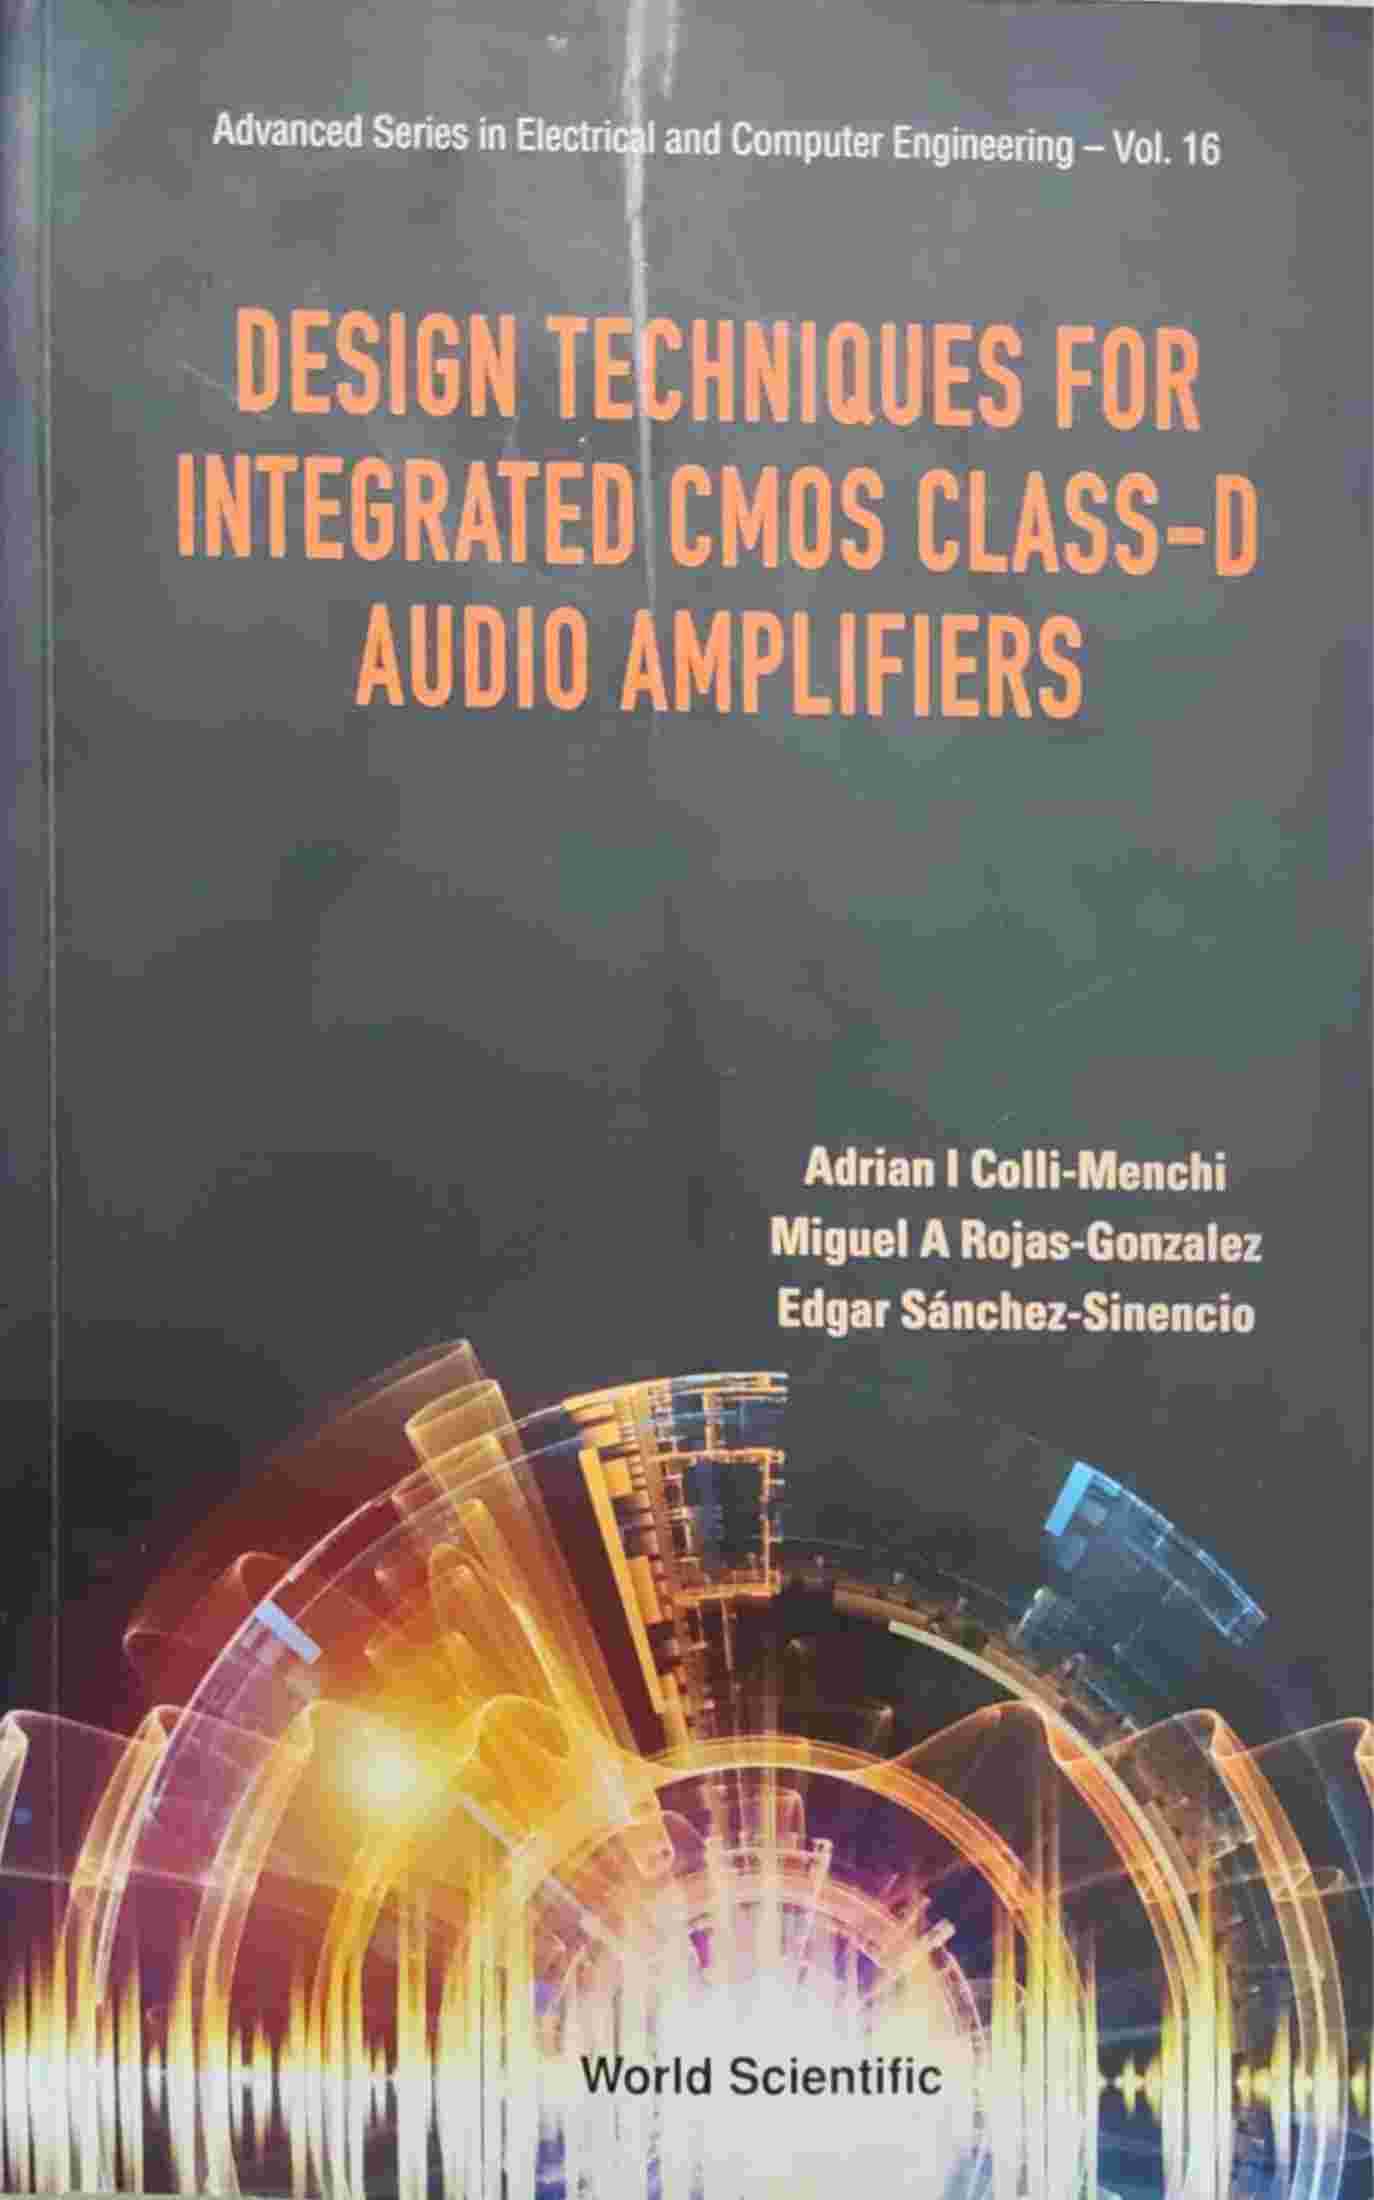 Advanced Series in Electrical and Computer Engineering – Vol. 16
DESIGN TECHNIQUES FOR
INTEGRATED CMOS CLASS-D
AUDIO AMPLIFIERS
Adrian I Colli-Menchi
Miguel A Rojas-Gonzalez
Edgar Sánchez-Sinencio
World Scientific